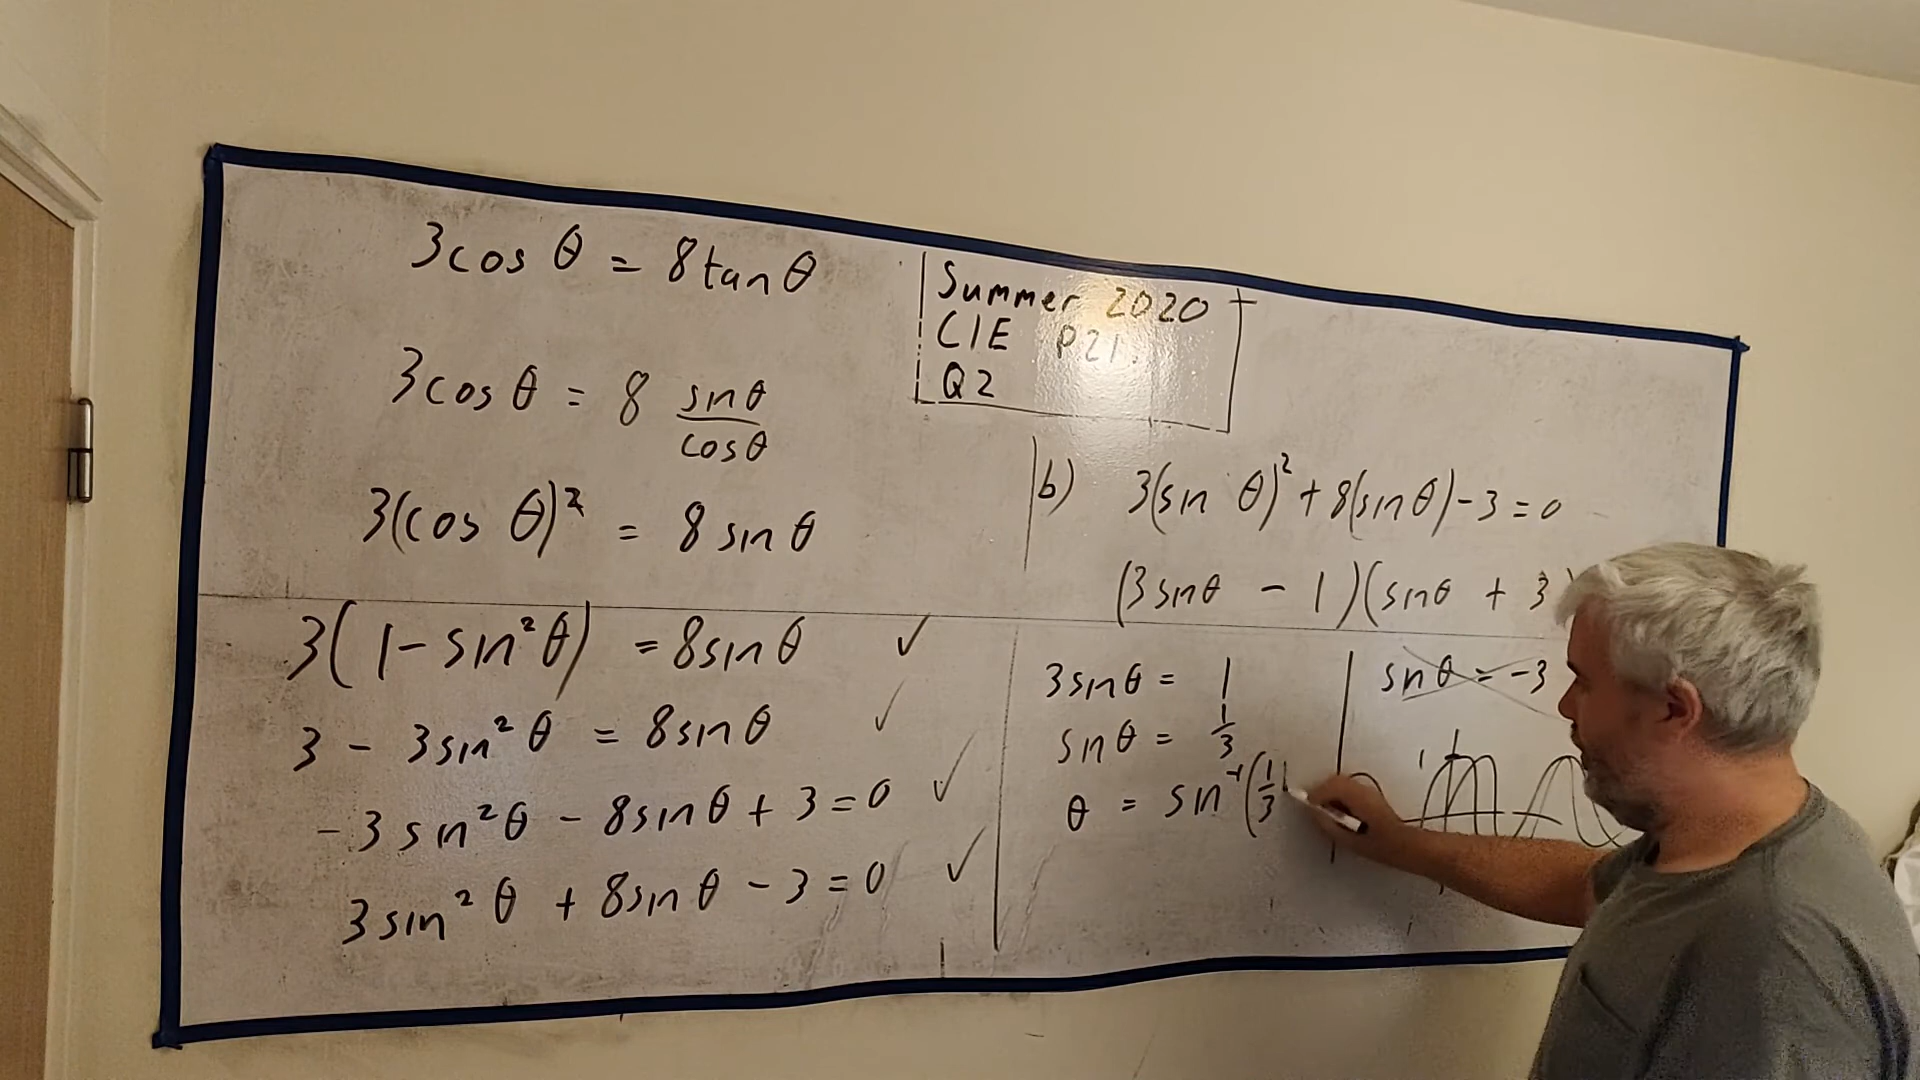 3cos θ = 8tan θ
3cos θ = 8 sinθ/cosθ
3(cos θ)² = 8 sin θ
3(1 - sin²θ) = 8sinθ ✓
3 - 3sin²θ = 8sinθ ✓
-3sin²θ - 8sinθ + 3 = 0 ✓
3sin²θ + 8sinθ - 3 = 0 ✓
Summer 2020
CIE P21.
Q2
b) 3(sin θ)² + 8(sinθ) - 3 = 0
(3sinθ - 1)(sinθ + 3)
3sinθ = 1
sinθ = 1/3
θ = sin⁻¹(1/3)
sinθ = -3
1